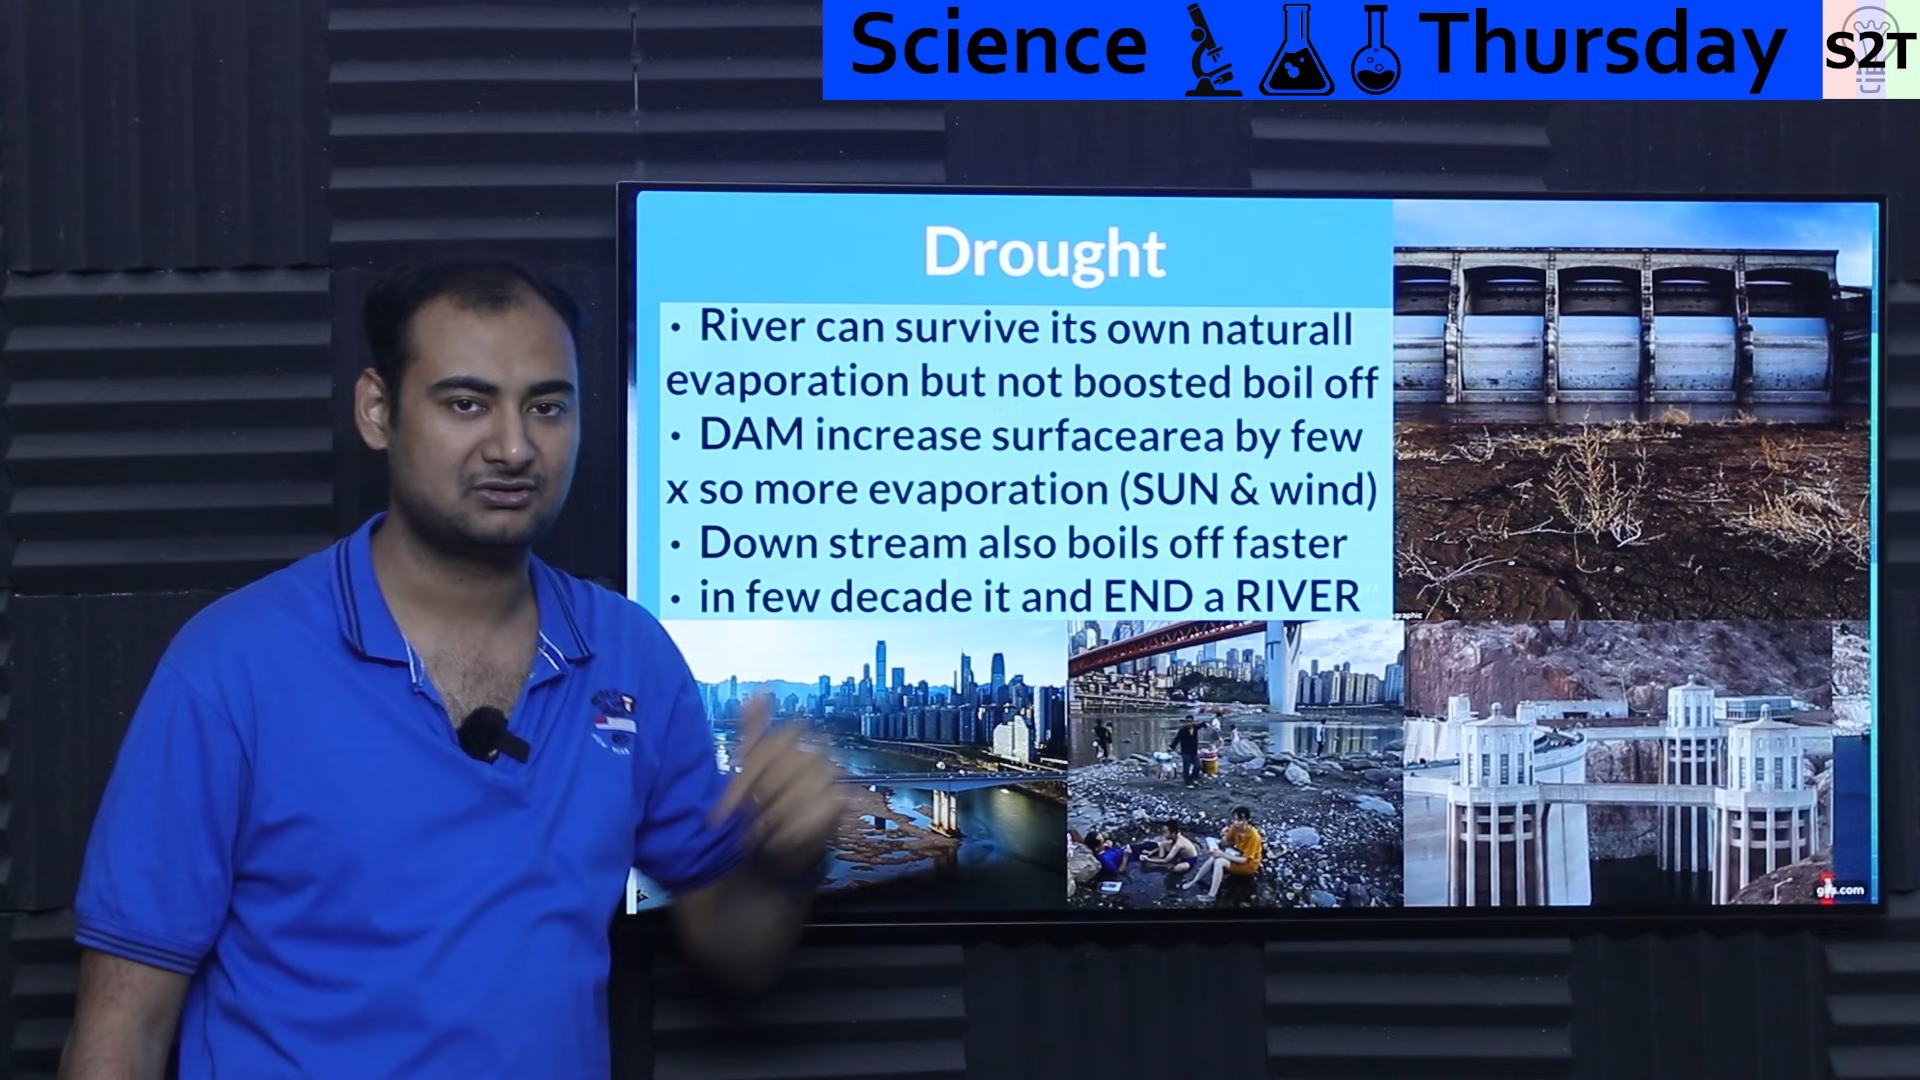 Science Thursday
S2T
Drought
• River can survive its own naturall
evaporation but not boosted boil off
• DAM increase surfacearea by few
x so more evaporation (SUN & wind)
• Down stream also boils off faster
• in few decade it and END a RIVER